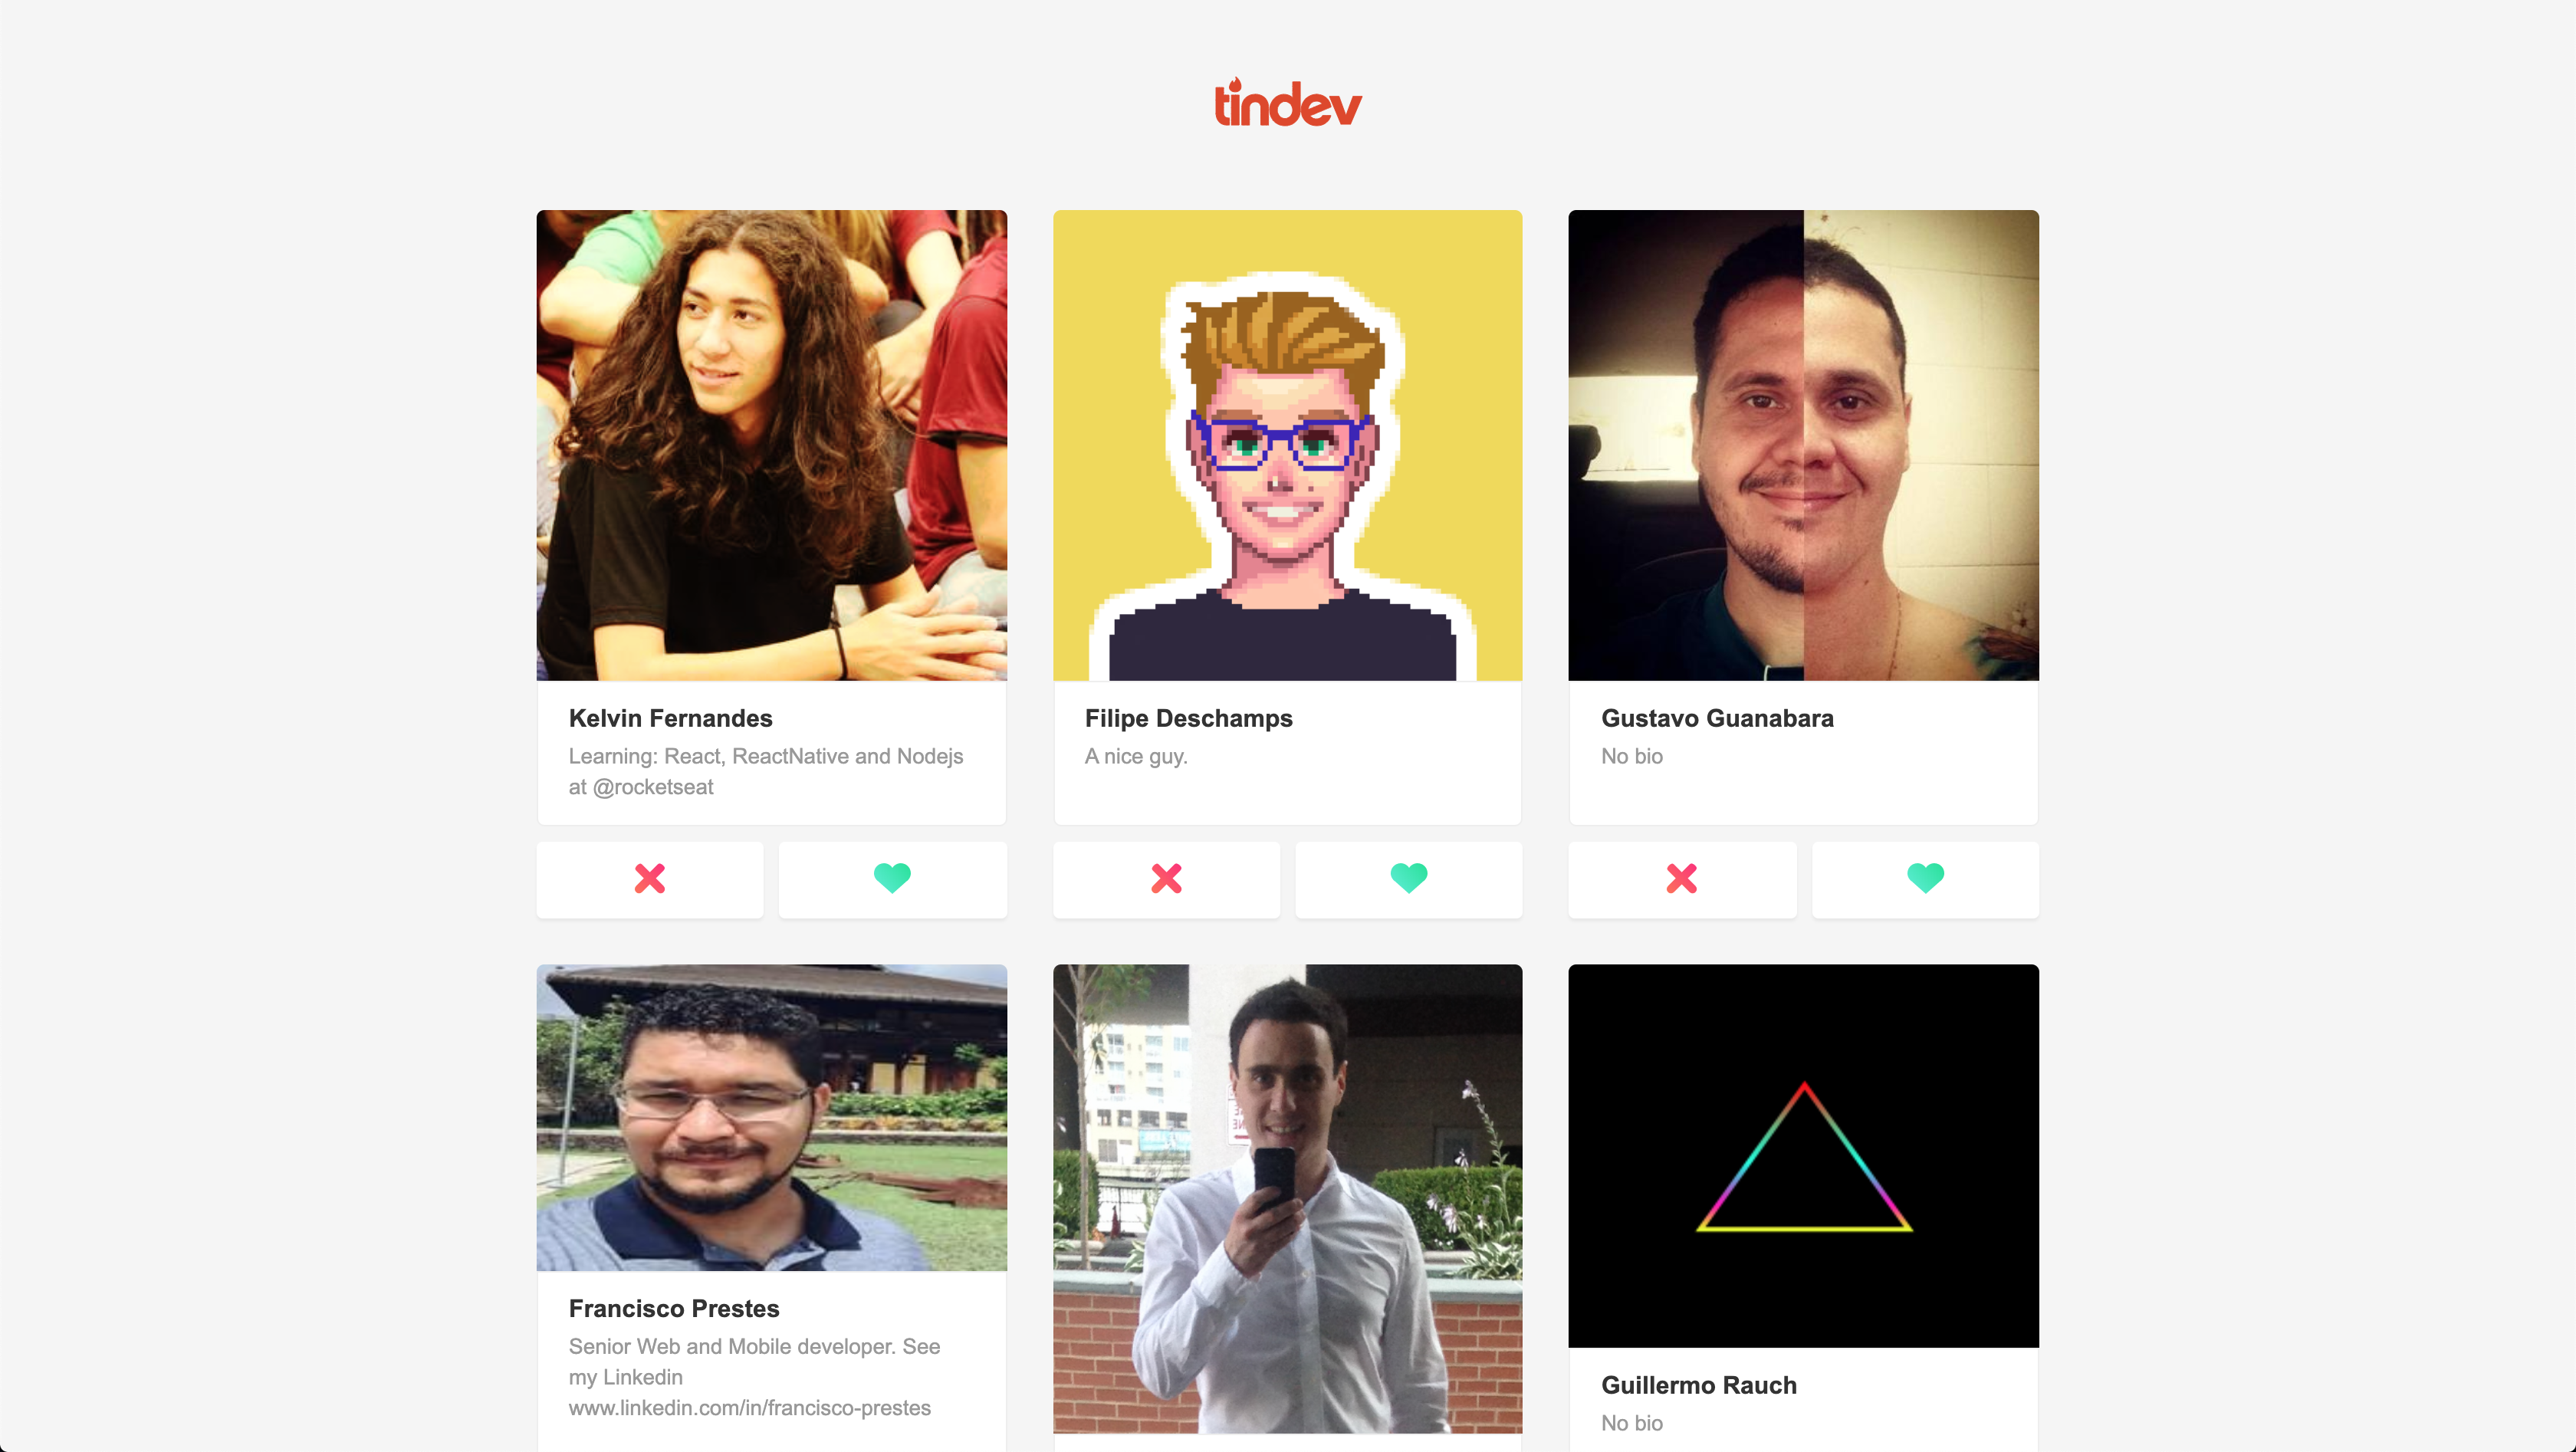 tindev
Kelvin Fernandes
Learning: React, ReactNative and Nodejs
at @rocketseat
Filipe Deschamps
A nice guy.
Gustavo Guanabara
No bio
Francisco Prestes
Senior Web and Mobile developer. See
my Linkedin
www.linkedin.com/in/francisco-prestes
Guillermo Rauch
No bio